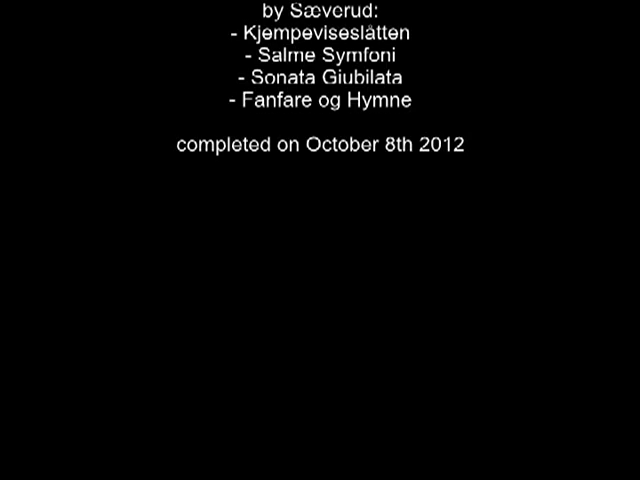 by Sæverud:
- Kjempeviseslåtten
- Salme Symfoni
- Sonata Giubilata
- Fanfare og Hymne
completed on October 8th 2012